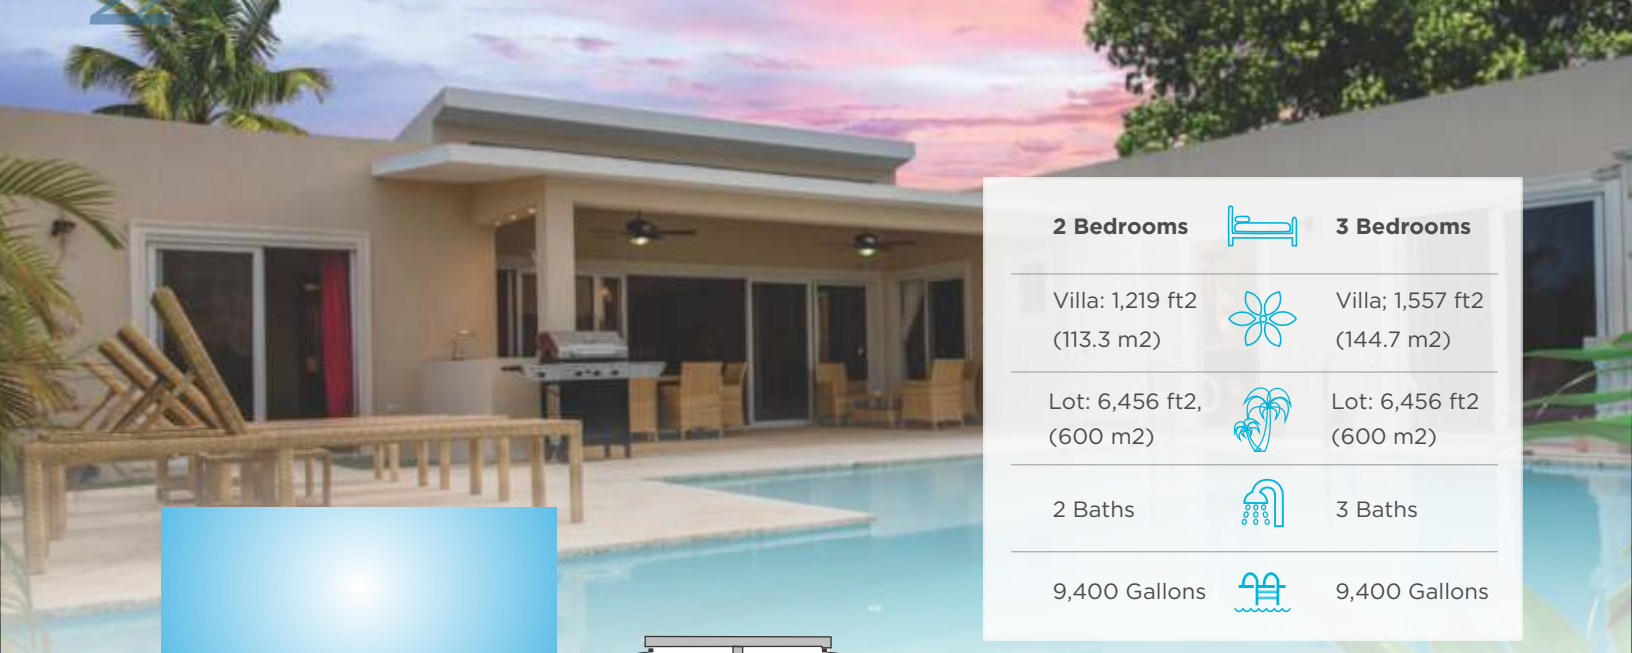 2 Bedrooms 3 Bedrooms
Villa: 1,219 ft2 Villa; 1,557 ft2
(113.3 m2) (144.7 m2)
Lot: 6,456 ft2, Lot: 6,456 ft2
(600 m2) (600 m2)
2 Baths 3 Baths
9,400 Gallons 9,400 Gallons